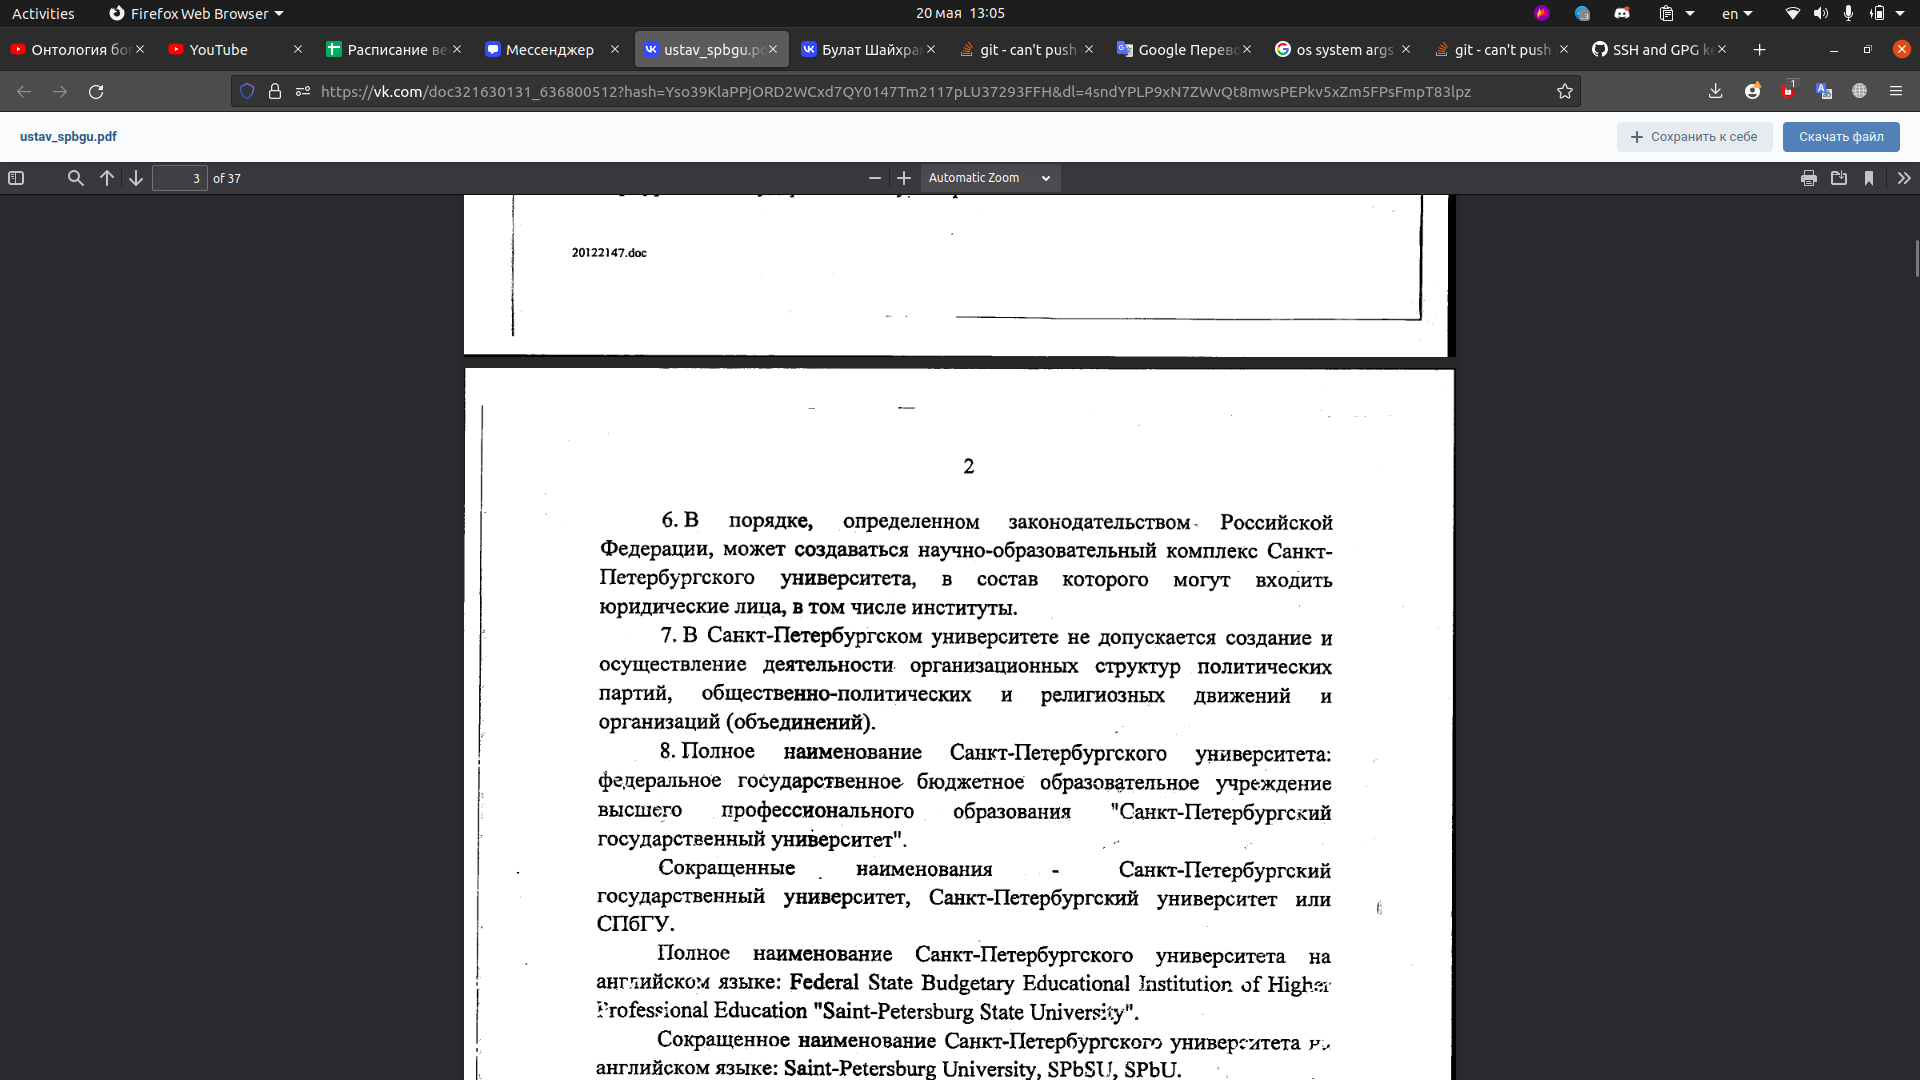 Activities Firefox Web Browser 20 мая 13:05 en
Онтология бог YouTube Расписание ве Мессенджер ustav_spbgu.pd Булат Шайхра git - can't push Google Перев os system args git - can't push SSH and GPG ke
https://vk.com/doc321630131_636800512?hash=Yso39KlaPPjORD2WCxd7QY0147Tm2117pLU37293FFH&dl=4sndYPLP9xN7ZWvQt8mwsPEPkv5xZm5FPsFmpT83lpz 1
ustav_spbgu.pdf Сохранить к себе Скачать файл
3 of 37 Automatic Zoom
20122147.doc
2
6. В порядке, определенном законодательством Российской
Федерации, может создаваться научно-образовательный комплекс Санкт-
Петербургского университета, в состав которого могут входить
юридические лица, в том числе институты.
7. В Санкт-Петербургском университете не допускается создание и
осуществление деятельности организационных структур политических
партий, общественно-политических и религиозных движений и
организаций (объединений).
8. Полное наименование Санкт-Петербургского университета:
федеральное государственное бюджетное образовательное учреждение
высшего профессионального образования "Санкт-Петербургский
государственный университет".
Сокращенные наименования - Санкт-Петербургский
государственный университет, Санкт-Петербургский университет или
СПбГУ.
Полное наименование Санкт-Петербургского университета на
английском языке: Federal State Budgetary Educational Institution of Higher
Professional Education "Saint-Petersburg State University".
Сокращенное наименование Санкт-Петербургского университета на
английском языке: Saint-Petersburg University, SPbSU, SPbU.